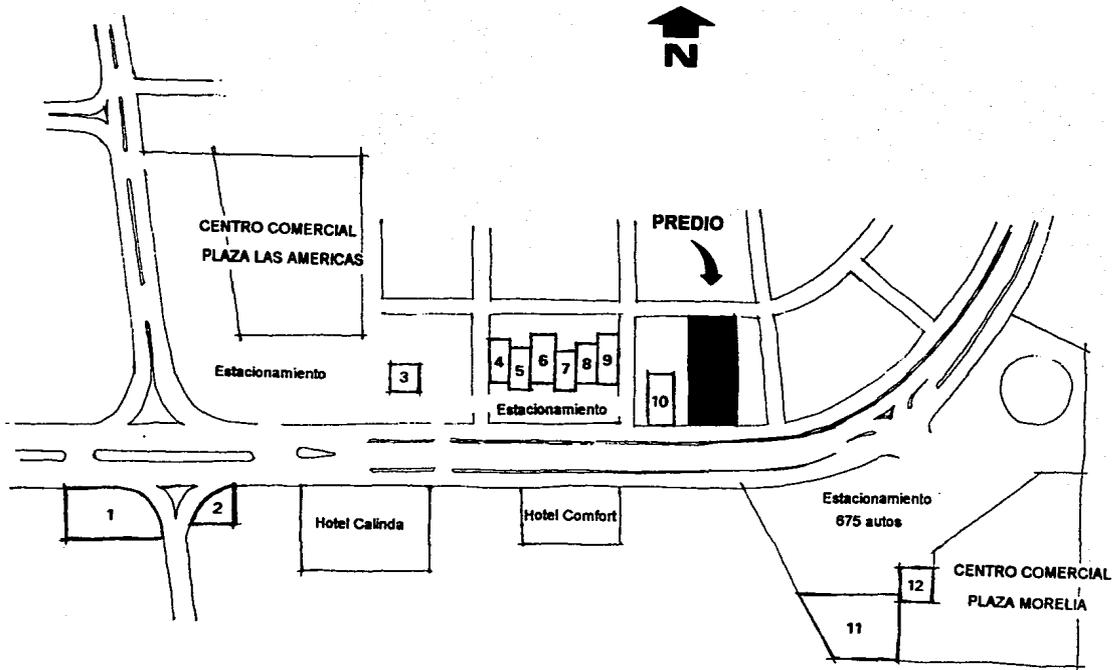 N
CENTRO COMERCIAL
PLAZA LAS AMERICAS
PREDIO
Estacionamiento
3
4
5
6
7
8
9
Estacionamiento
10
1
2
Hotel Calinda
Hotel Comfort
Estacionamiento
675 autos
12
CENTRO COMERCIAL
PLAZA MORELIA
11